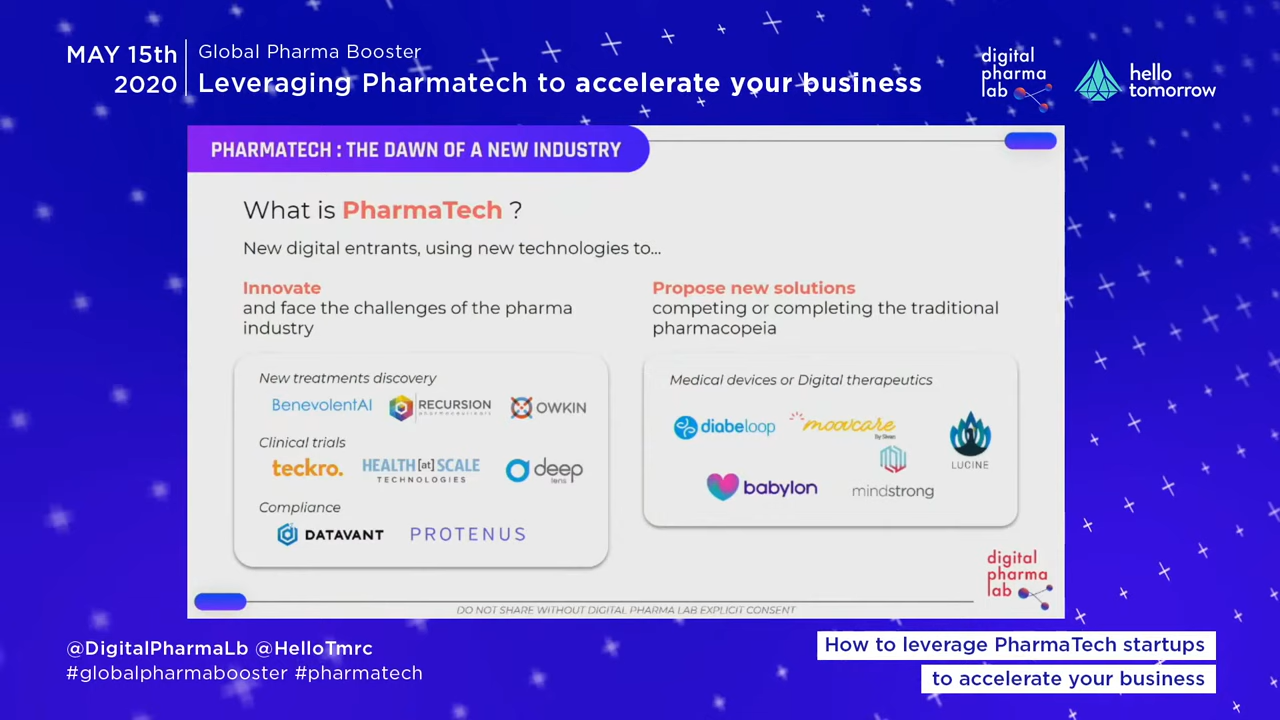 MAY 15th
2020
Global Pharma Booster
Leveraging Pharmatech to accelerate your business
digital
pharma
lab
hello
tomorrow
PHARMATECH : THE DAWN OF A NEW INDUSTRY
What is PharmaTech ?
New digital entrants, using new technologies to...
Innovate
and face the challenges of the pharma
industry
New treatments discovery
BenevolentAI
RECURSION
pharmaceuticals
OWKIN
Clinical trials
teckro.
HEALTH [at] SCALE
TECHNOLOGIES
deep
lens
Compliance
DATAVANT
PROTENUS
Propose new solutions
competing or completing the traditional
pharmacopeia
Medical devices or Digital therapeutics
diabeloop
moovcare
by Sivan
LUCINE
babylon
mindstrong
digital
pharma
lab
DO NOT SHARE WITHOUT DIGITAL PHARMA LAB EXPLICIT CONSENT
@DigitalPharmaLb @HelloTmrc
#globalpharmabooster #pharmatech
How to leverage PharmaTech startups
to accelerate your business